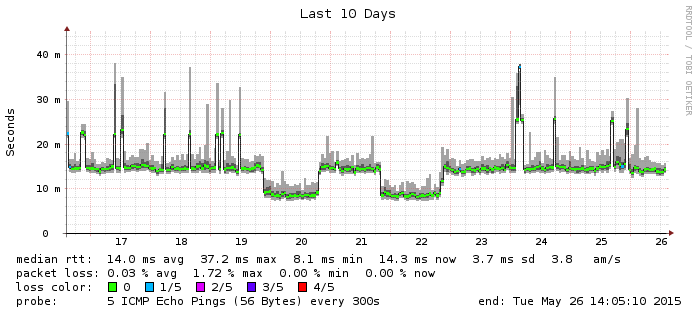 Last 10 Days
RRDTOOL / TOBI OETIKER
Seconds
40 m
30 m
20 m
10 m
0
17 18 19 20 21 22 23 24 25 26
median rtt: 14.0 ms avg 37.2 ms max 8.1 ms min 14.3 ms now 3.7 ms sd 3.8 am/s
packet loss: 0.03 % avg 1.72 % max 0.00 % min 0.00 % now
loss color: 0 1/5 2/5 3/5 4/5
probe: 5 ICMP Echo Pings (56 Bytes) every 300s end: Tue May 26 14:05:10 2015